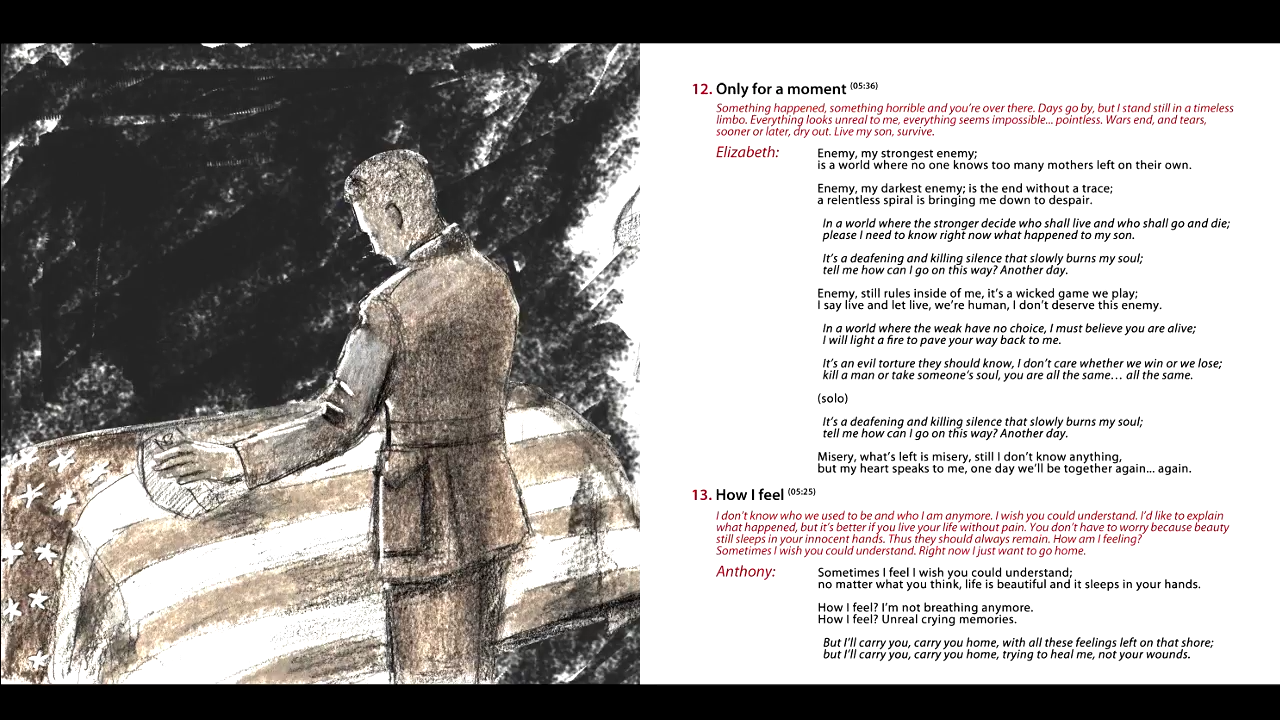 12. Only for a moment (05:36)
Something happened, something horrible and you're over there. Days go by, but I stand still in a timeless
limbo. Everything looks unreal to me, everything seems impossible... pointless. Wars end, and tears,
sooner or later, dry out. Live my son, survive.
Elizabeth: Enemy, my strongest enemy;
is a world where no one knows too many mothers left on their own.
Enemy, my darkest enemy; is the end without a trace;
a relentless spiral is bringing me down to despair.
In a world where the stronger decide who shall live and who shall go and die;
please I need to know right now what happened to my son.
It's a deafening and killing silence that slowly burns my soul;
tell me how can I go on this way? Another day.
Enemy, still rules inside of me, it's a wicked game we play;
I say live and let live, we're human, I don't deserve this enemy.
In a world where the weak have no choice, I must believe you are alive;
I will light a fire to pave your way back to me.
It's an evil torture they should know, I don't care whether we win or we lose;
kill a man or take someone's soul, you are all the same... all the same.
(solo)
It's a deafening and killing silence that slowly burns my soul;
tell me how can I go on this way? Another day.
Misery, what's left is misery, still I don't know anything,
but my heart speaks to me, one day we'll be together again... again.
13. How I feel (05:25)
I don't know who we used to be and who I am anymore. I wish you could understand. I'd like to explain
what happened, but it's better if you live your life without pain. You don't have to worry because beauty
still sleeps in your innocent hands. Thus they should always remain. How am I feeling?
Sometimes I wish you could understand. Right now I just want to go home.
Anthony: Sometimes I feel I wish you could understand;
no matter what you think, life is beautiful and it sleeps in your hands.
How I feel? I'm not breathing anymore.
How I feel? Unreal crying memories.
But I'll carry you, carry you home, with all these feelings left on that shore;
but I'll carry you, carry you home, trying to heal me, not your wounds.